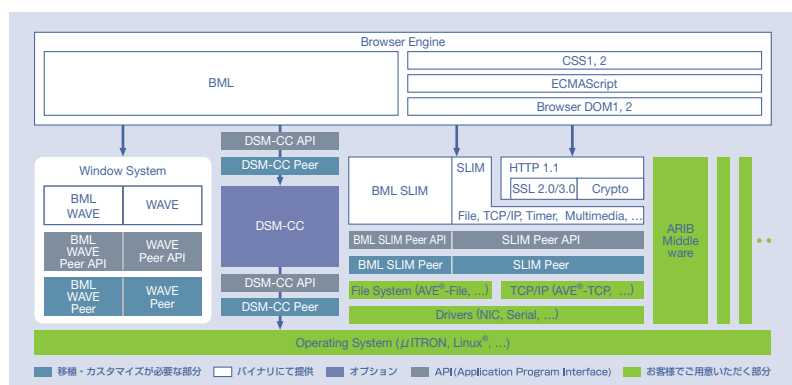 Browser Engine
BML
CSS1, 2
ECMAScript
Browser DOM1, 2
Window System
BML
WAVE
WAVE
BML
WAVE
Peer API
WAVE
Peer API
BML
WAVE
Peer
WAVE
Peer
DSM-CC API
DSM-CC Peer
DSM-CC
DSM-CC API
DSM-CC Peer
BML SLIM
SLIM
HTTP 1.1
SSL 2.0/3.0
Crypto
File, TCP/IP, Timer, Multimedia, ...
BML SLIM Peer API
SLIM Peer API
BML SLIM Peer
SLIM Peer
File System (AVE®-File, ...)
TCP/IP (AVE®-TCP, ...)
Drivers (NIC, Serial, ...)
ARIB
Middle
ware
Operating System (μITRON, Linux®, ...)
移植・カスタマイズが必要な部分
バイナリにて提供
オプション
API(Application Program Interface)
お客様でご用意いただく部分